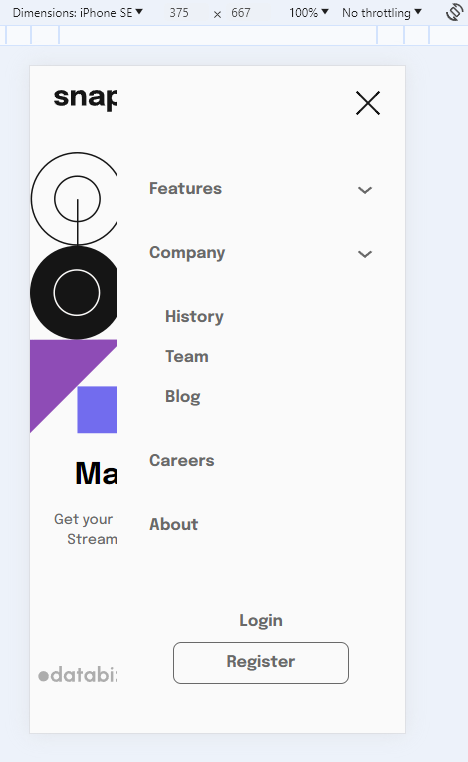 Dimensions: iPhone SE 375 × 667 100% No throttling
snap
Features
Company
History
Team
Blog
Careers
Ma
Get your
Stream
About
Login
Register
databi